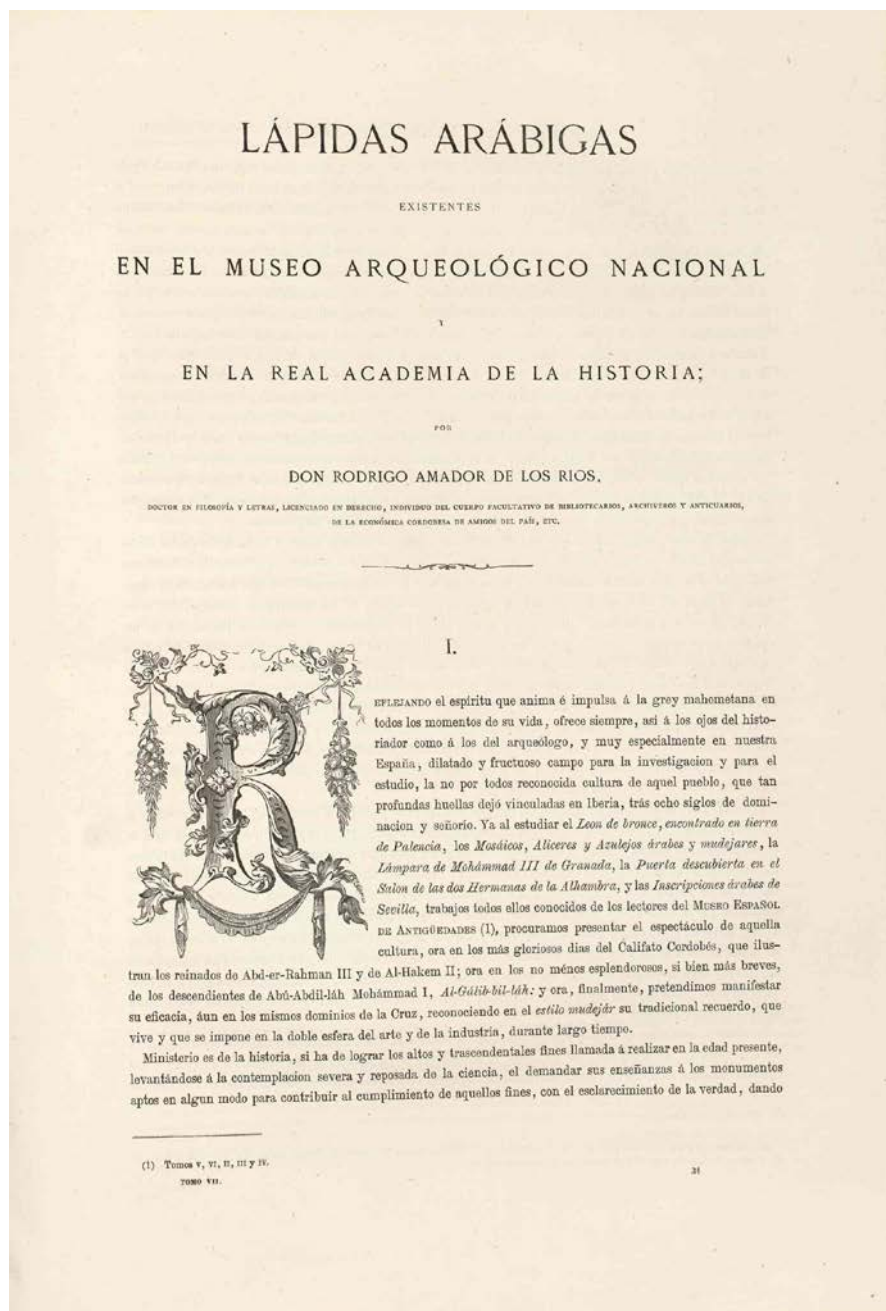 LÁPIDAS ARÁBIGAS
EXISTENTES
EN EL MUSEO ARQUEOLÓGICO NACIONAL
Y
EN LA REAL ACADEMIA DE LA HISTORIA;
POR
DON RODRIGO AMADOR DE LOS RIOS,
DOCTOR EN FILOSOFÍA Y LETRAS, LICENCIADO EN DERECHO, INDIVIDUO DEL CUERPO FACULTATIVO DE BIBLIOTECARIOS, ARCHIVEROS Y ANTICUARIOS,
DE LA ECONÓMICA CORDOBESA DE AMIGOS DEL PAÍS, ETC.
I.
REFLEJANDO el espíritu que anima é impulsa á la grey mahometana en
todos los momentos de su vida, ofrece siempre, asi á los ojos del histo-
riador como á los del arqueólogo, y muy especialmente en nuestra
España, dilatado y fructuoso campo para la investigacion y para el
estudio, la no por todos reconocida cultura de aquel pueblo, que tan
profundas huellas dejó vinculadas en Iberia, trás ocho siglos de domi-
nacion y señorío. Ya al estudiar el Leon de bronce, encontrado en tierra
de Palencia, los Mosáicos, Aliceres y Azulejos árabes y mudejares, la
Lámpara de Mohámmad III de Granada, la Puerta descubierta en el
Salon de las dos Hermanas de la Alhambra, y las Inscripciones árabes de
Sevilla, trabajos todos ellos conocidos de los lectores del MUSEO ESPAÑOL
DE ANTIGÜEDADES (1), procuramos presentar el espectáculo de aquella
cultura, ora en los más gloriosos dias del Califato Cordobés, que ilus-
tran los reinados de Abd-er-Rahman III y de Al-Hakem II; ora en los no ménos esplendorosos, si bien más breves,
de los descendientes de Abú-Abdil-láh Mohámmad I, Al-Gálib-bil-láh: y ora, finalmente, pretendimos manifestar
su eficacia, áun en los mismos dominios de la Cruz, reconociendo en el estilo mudejár su tradicional recuerdo, que
vive y que se impone en la doble esfera del arte y de la industria, durante largo tiempo.
Ministerio es de la historia, si ha de lograr los altos y trascendentales fines llamada á realizar en la edad presente,
levantándose á la contemplacion severa y reposada de la ciencia, el demandar sus enseñanzas á los monumentos
aptos en algun modo para contribuir al cumplimiento de aquellos fines, con el esclarecimiento de la verdad, dando
(1) Tomos V, VI, II, III y IV.
TOMO VII.